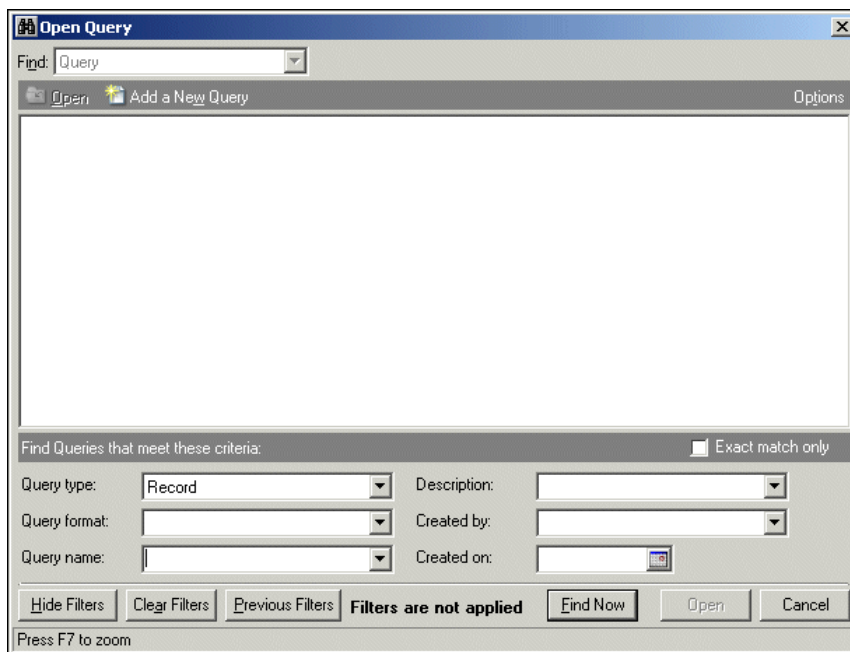 Open Query
Find: Query
Open Add a New Query Options
Find Queries that meet these criteria: Exact match only
Query type: Record Description:
Query format: Created by:
Query name: Created on:
Hide Filters Clear Filters Previous Filters Filters are not applied Find Now Open Cancel
Press F7 to zoom